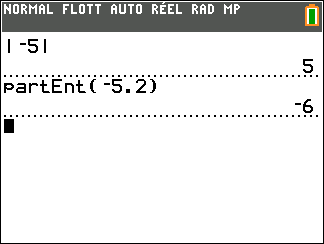 NORMAL FLOTT AUTO RÉEL RAD MP
|-5|
5
partEnt(-5.2)
-6